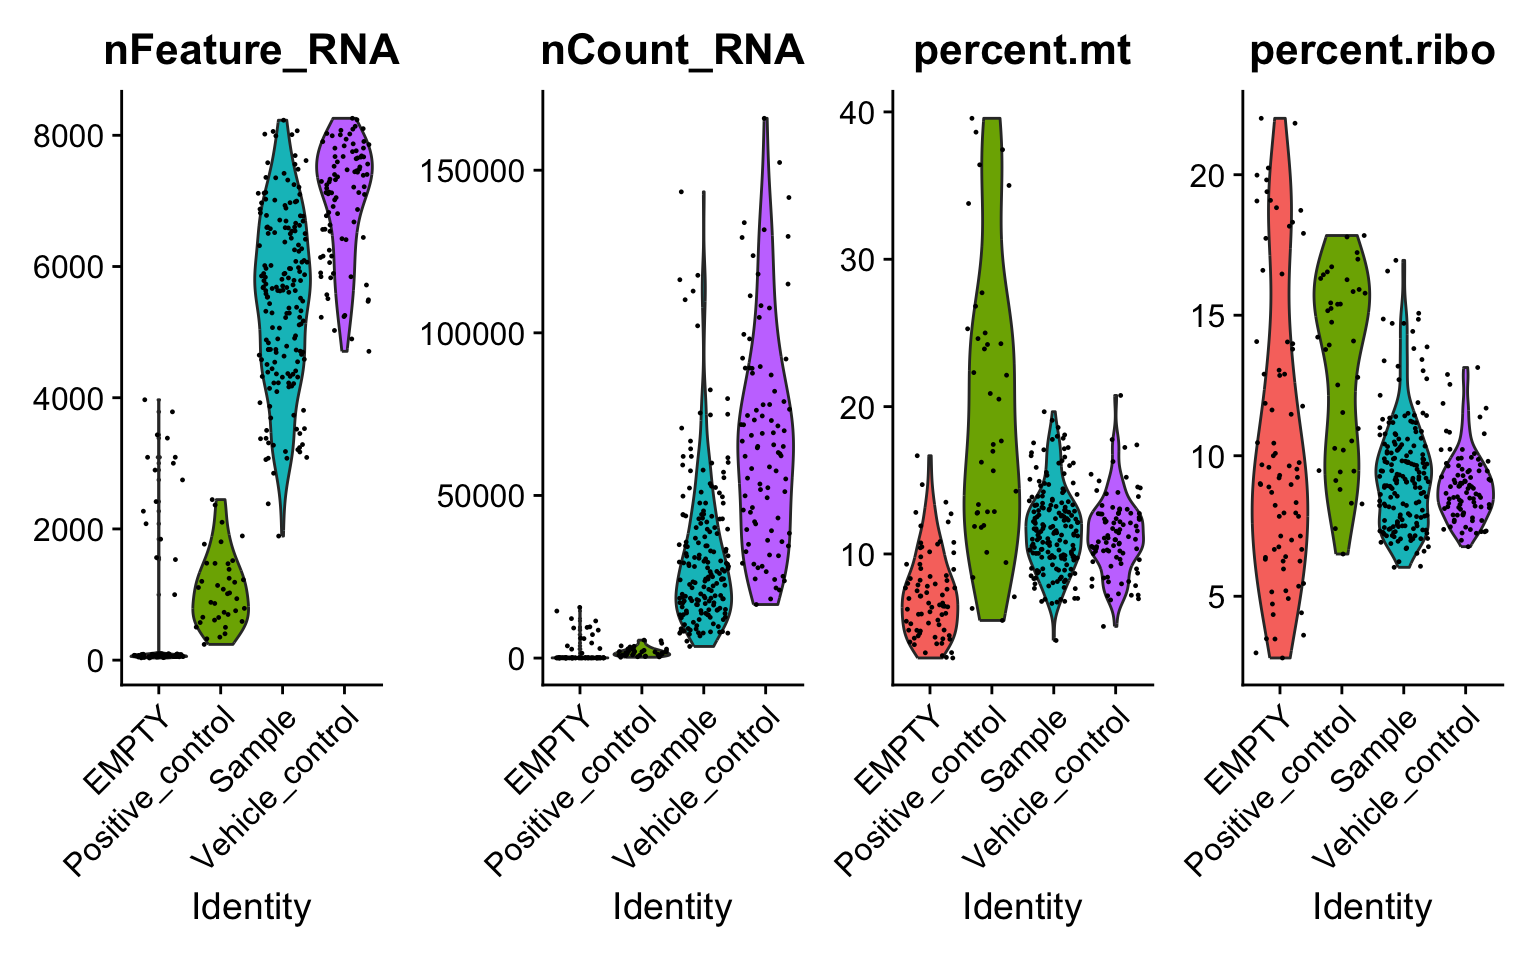 nFeature_RNA
8000
6000
4000
2000
0
EMPTY
Positive_control
Sample
Vehicle_control
Identity
nCount_RNA
150000
100000
50000
0
EMPTY
Positive_control
Sample
Vehicle_control
Identity
percent.mt
40
30
20
10
EMPTY
Positive_control
Sample
Vehicle_control
Identity
percent.ribo
20
15
10
5
EMPTY
Positive_control
Sample
Vehicle_control
Identity